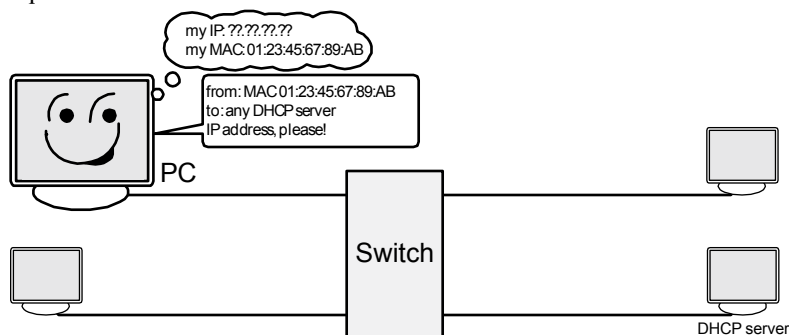 my IP: ??.??.??.??
my MAC: 01:23:45:67:89:AB
from: MAC 01:23:45:67:89:AB
to: any DHCP server
IP address, please!
PC
Switch
DHCP server